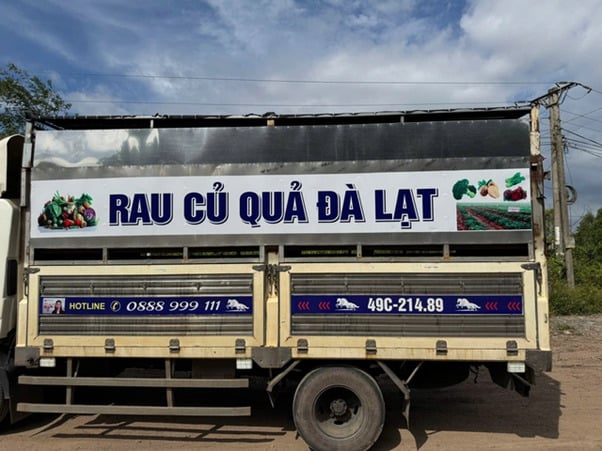 RAU CỦ QUẢ ĐÀ LẠT
HOTLINE 0888 999 111
49C-214.89